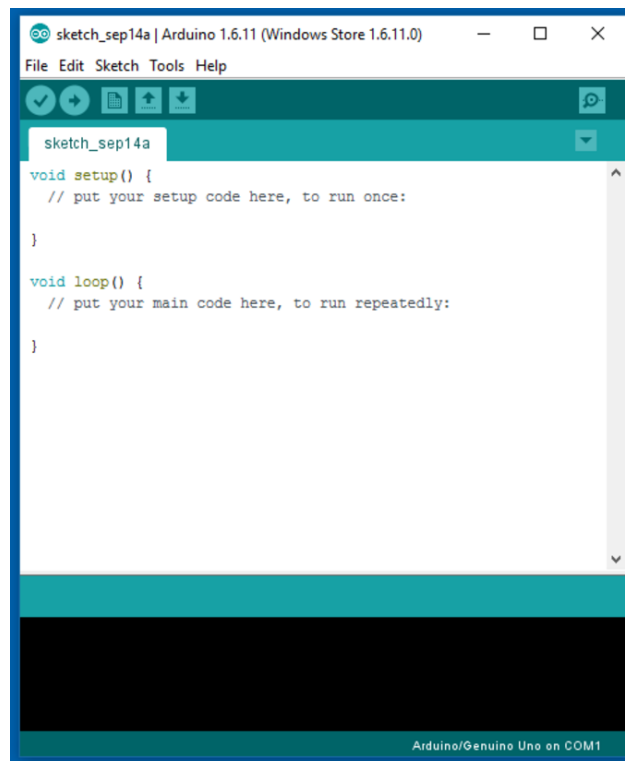 sketch_sep14a | Arduino 1.6.11 (Windows Store 1.6.11.0)
File Edit Sketch Tools Help
sketch_sep14a
void setup() {
  // put your setup code here, to run once:
}
void loop() {
  // put your main code here, to run repeatedly:
}
Arduino/Genuino Uno on COM1